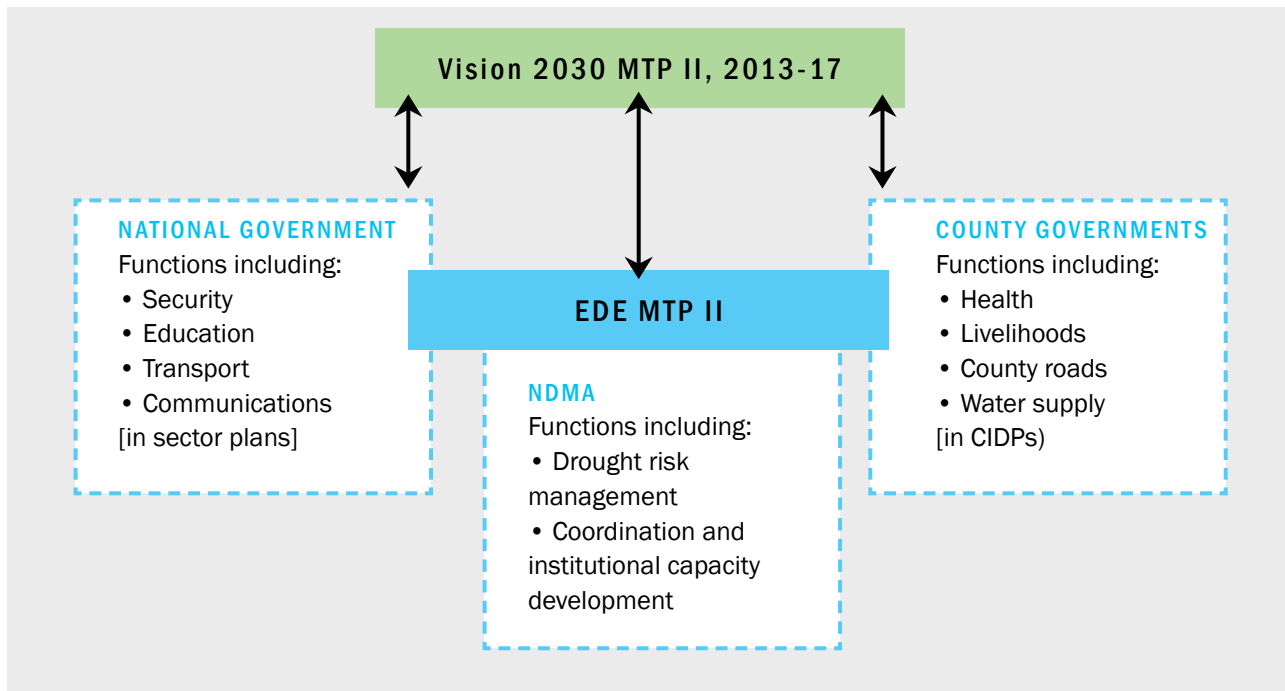 Vision 2030 MTP II, 2013-17
NATIONAL GOVERNMENT
Functions including:
• Security
• Education
• Transport
• Communications
[in sector plans]
EDE MTP II
NDMA
Functions including:
• Drought risk
management
• Coordination and
institutional capacity
development
COUNTY GOVERNMENTS
Functions including:
• Health
• Livelihoods
• County roads
• Water supply
[in CIDPs)